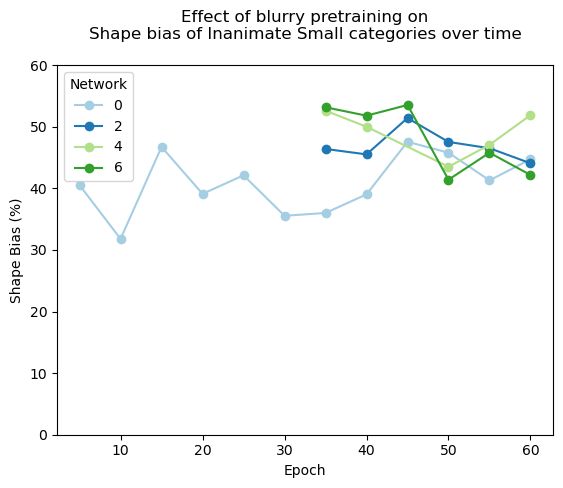 Effect of blurry pretraining on
Shape bias of Inanimate Small categories over time
Network
0
2
4
6
Shape Bias (%)
60
50
40
30
20
10
0
10 20 30 40 50 60
Epoch